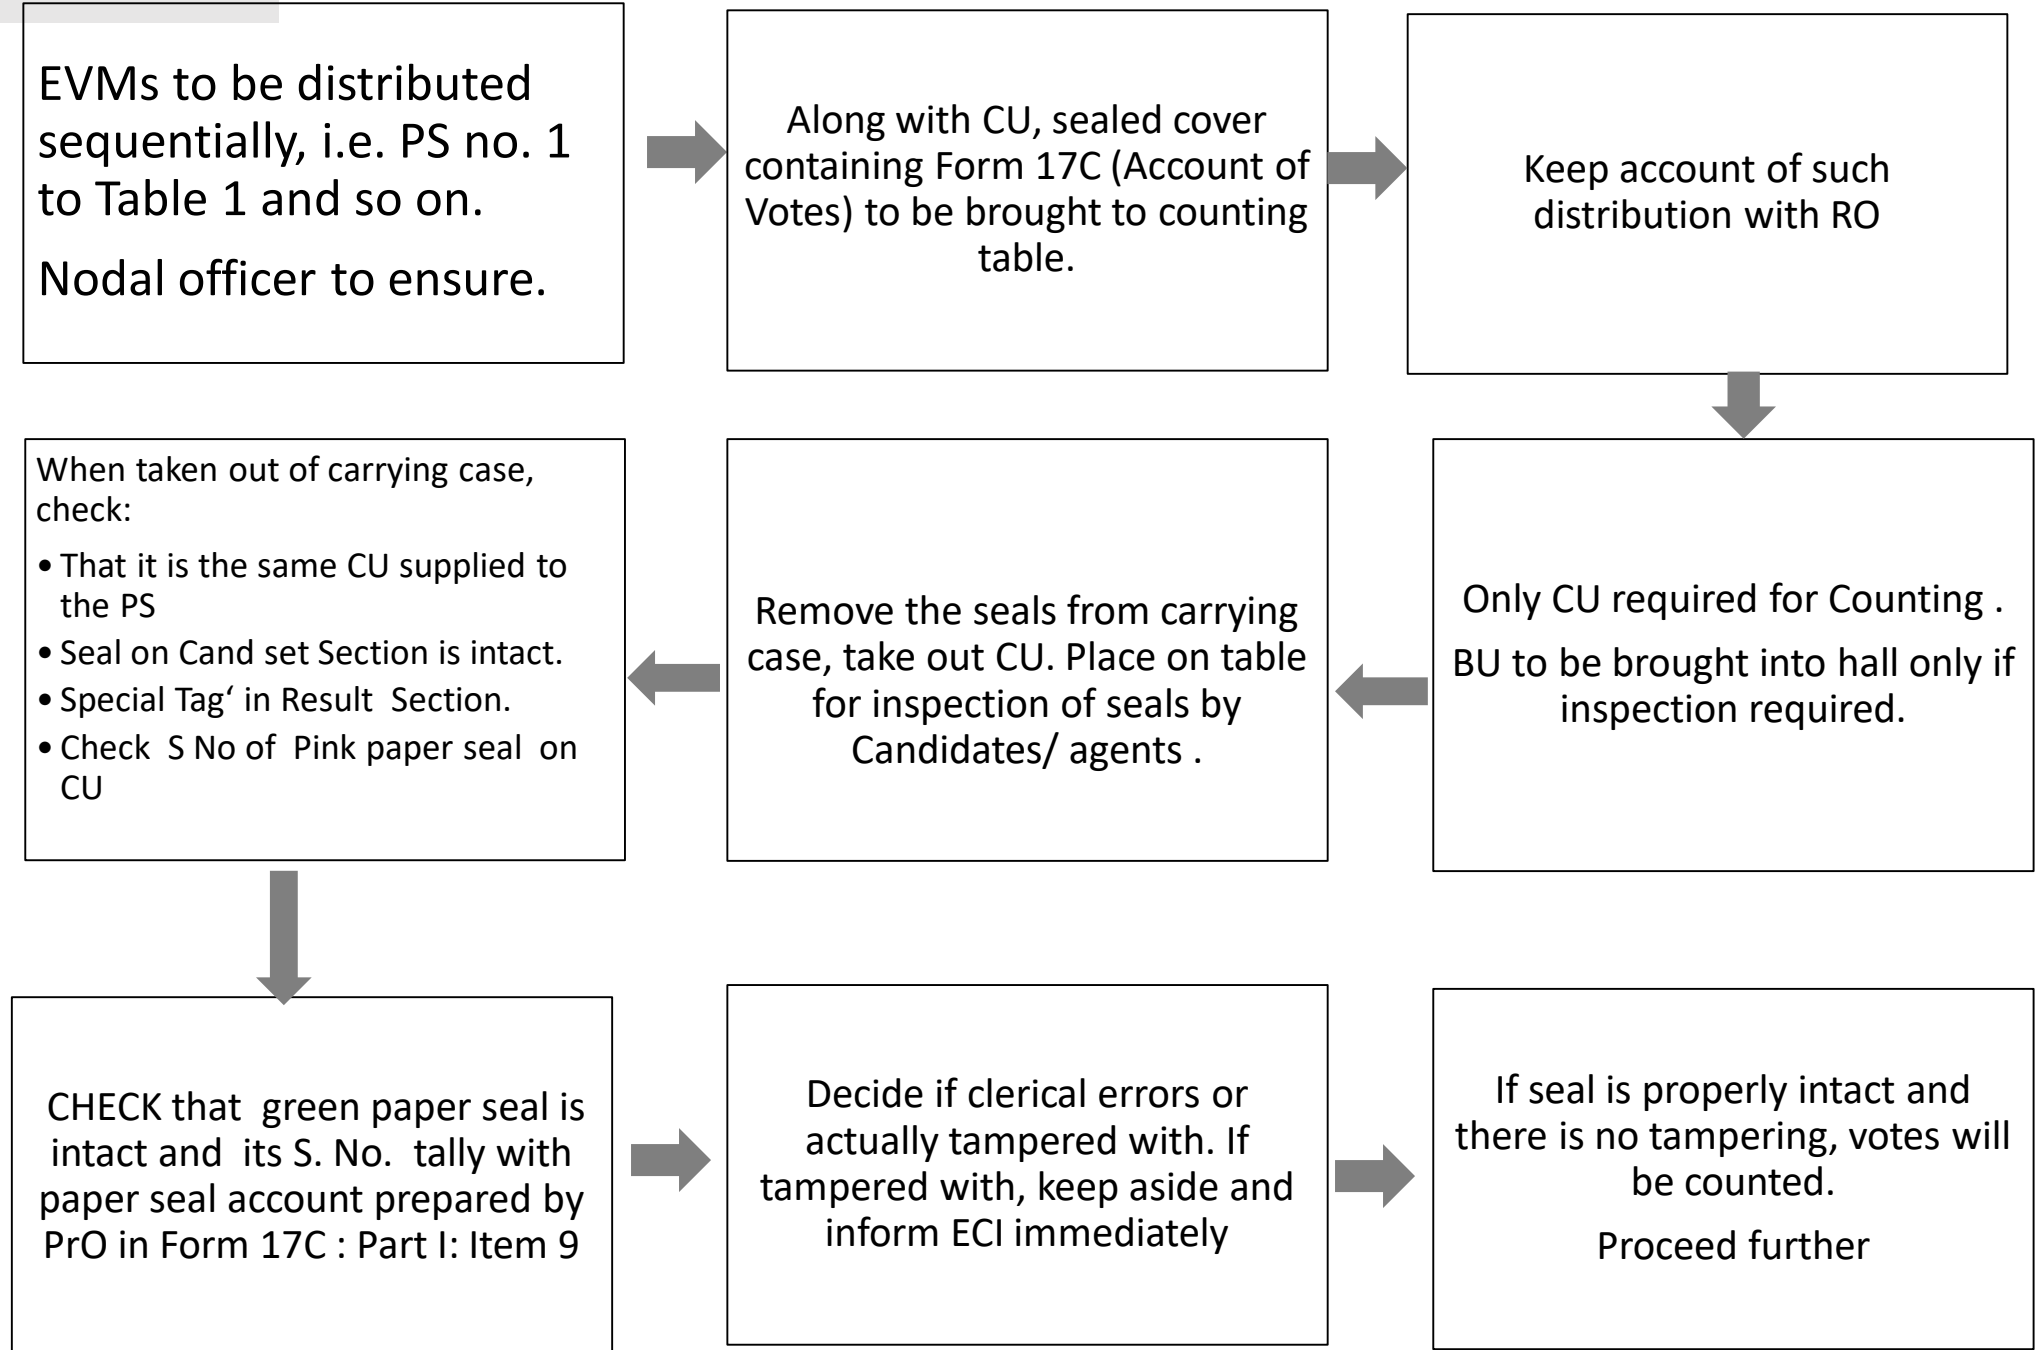 EVMs to be distributed
sequentially, i.e. PS no. 1
to Table 1 and so on.
Nodal officer to ensure.
Along with CU, sealed cover
containing Form 17C (Account of
Votes) to be brought to counting
table.
Keep account of such
distribution with RO
Only CU required for Counting .
BU to be brought into hall only if
inspection required.
Remove the seals from carrying
case, take out CU. Place on table
for inspection of seals by
Candidates/ agents .
When taken out of carrying case,
check:
• That it is the same CU supplied to
the PS
• Seal on Cand set Section is intact.
• Special Tag‘ in Result  Section.
• Check  S No of  Pink paper seal  on
CU
CHECK that  green paper seal is
intact and  its S. No.  tally with
paper seal account prepared by
PrO in Form 17C : Part I: Item 9
Decide if clerical errors or
actually tampered with. If
tampered with, keep aside and
inform ECI immediately
If seal is properly intact and
there is no tampering, votes will
be counted.
Proceed further